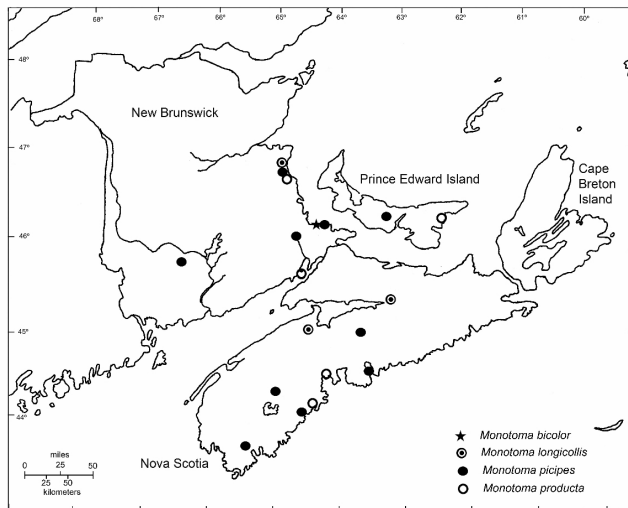 68° 67° 66° 65° 64° 63° 62° 61° 60°
48°
New Brunswick
47°
Prince Edward Island
Cape
Breton
Island
46°
45°
44°
Nova Scotia
miles
0 25 50
25 50
kilometers
Monotoma bicolor
Monotoma longicollis
Monotoma picipes
Monotoma producta